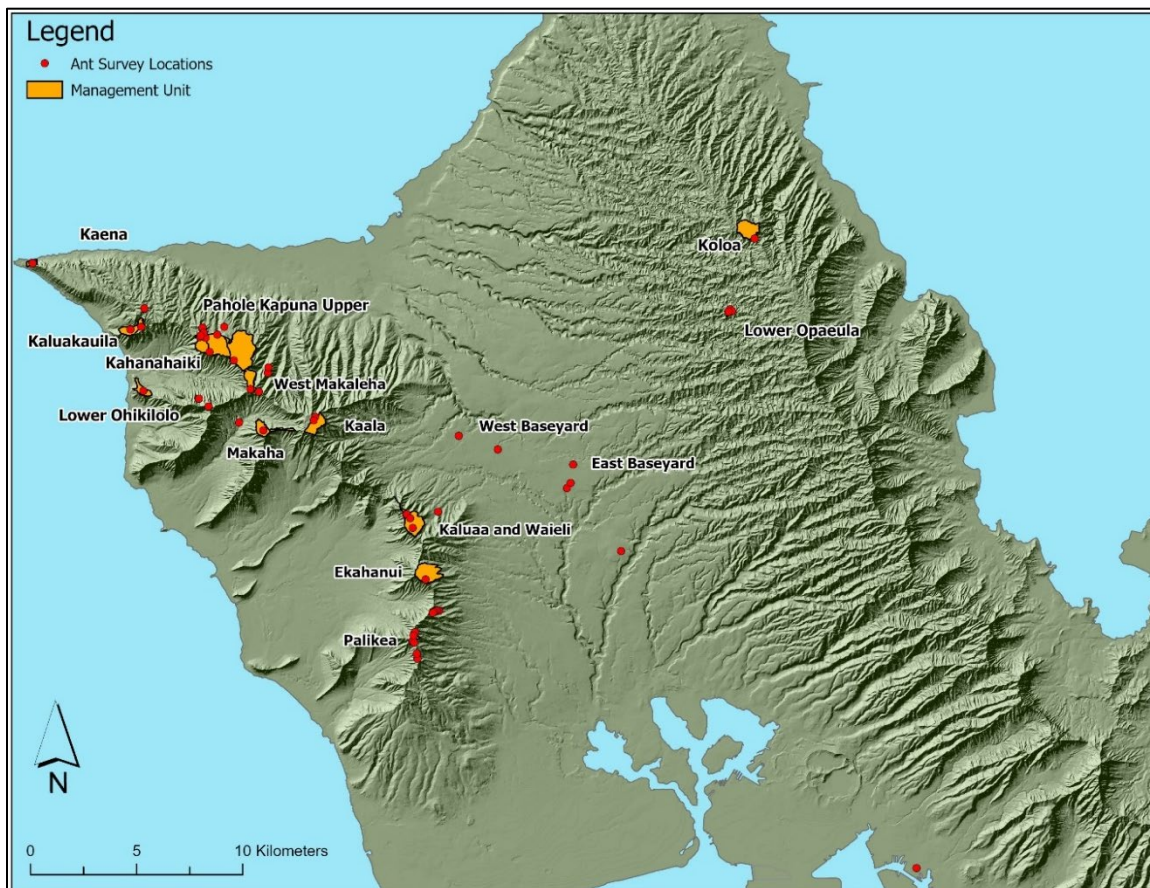 Legend
Ant Survey Locations
Management Unit
Kaena
Koloa
Pahole Kapuna Upper
Lower Opaeula
Kaluakauila
Kahanahaiki
West Makaleha
Lower Ohikilolo
Kaala
West Baseyard
Makaha
East Baseyard
Kaluaa and Waieli
Ekahanui
Palikea
N
0 5 10 Kilometers